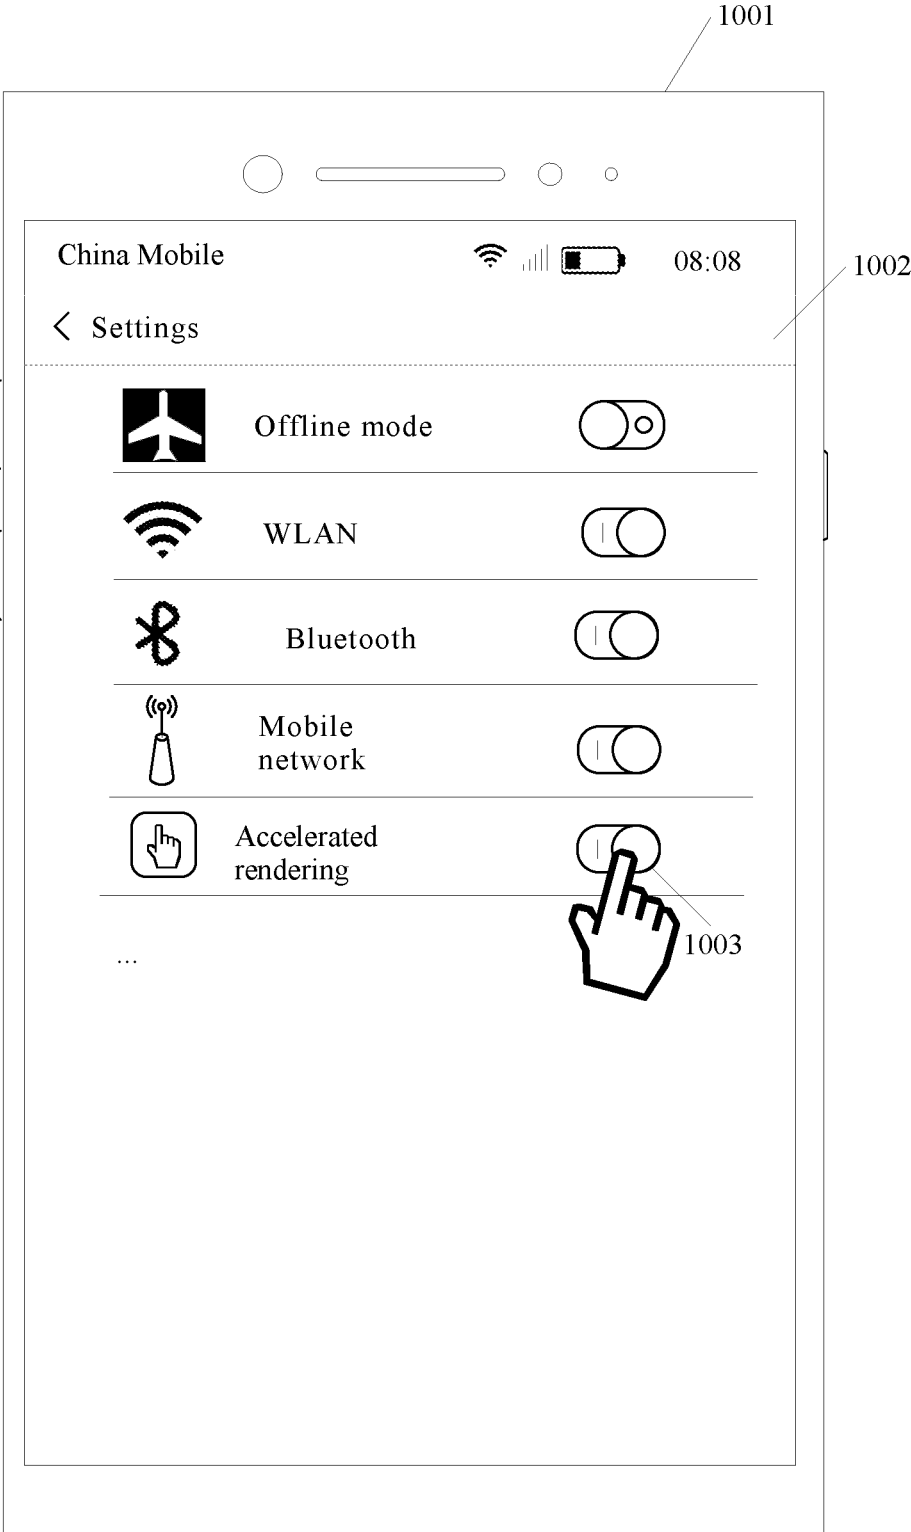 1001
China Mobile 08:08
1002
Settings
Offline mode
WLAN
Bluetooth
Mobile
network
Accelerated
rendering
1003
...